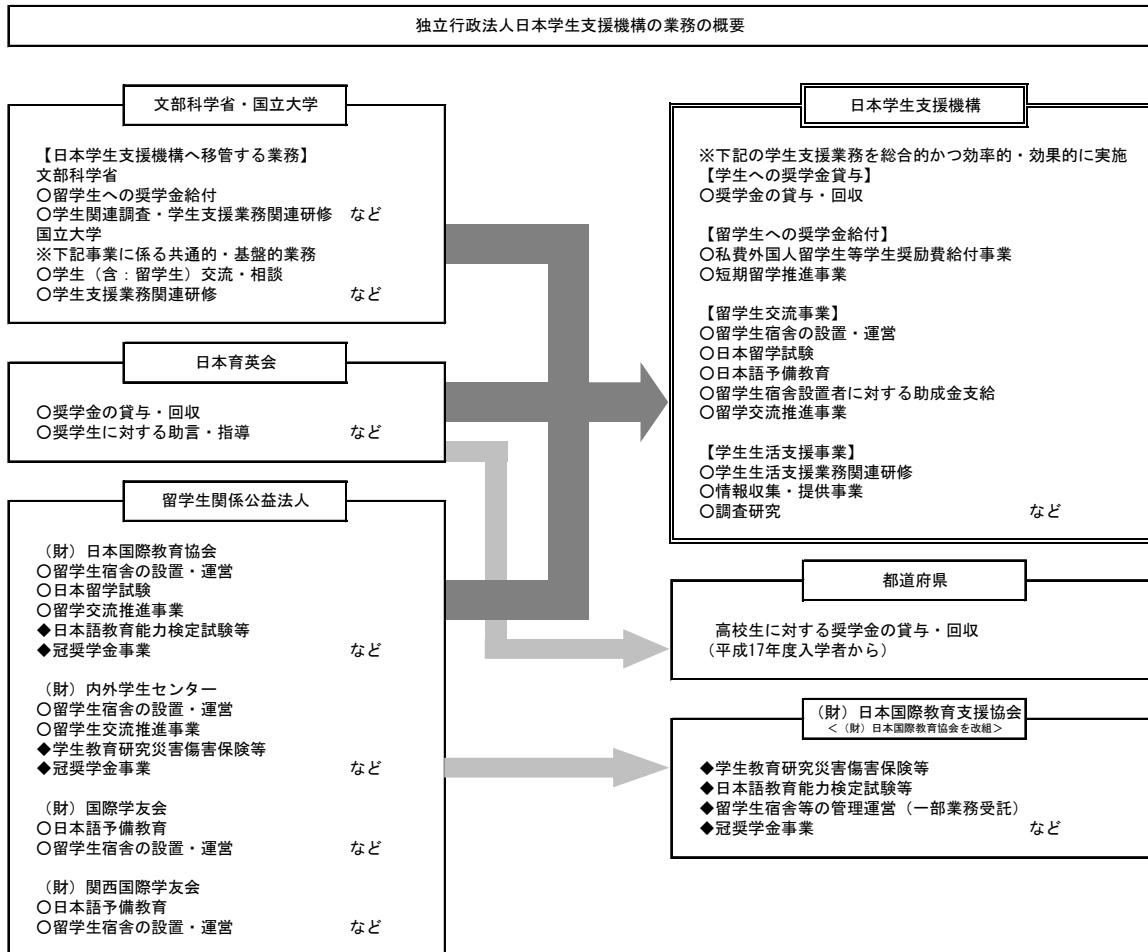 独立行政法人日本学生支援機構の業務の概要
文部科学省・国立大学
【日本学生支援機構へ移管する業務】
文部科学省
○留学生への奨学金給付
○学生関連調査・学生支援業務関連研修 など
国立大学
※下記事業に係る共通的・基盤的業務
○学生（含：留学生）交流・相談
○学生支援業務関連研修 など
日本育英会
○奨学金の貸与・回収
○奨学生に対する助言・指導 など
留学生関係公益法人
（財）日本国際教育協会
○留学生宿舎の設置・運営
○日本留学試験
○留学交流推進事業
◆日本語教育能力検定試験等
◆冠奨学金事業 など
（財）内外学生センター
○留学生宿舎の設置・運営
○留学生交流推進事業
◆学生教育研究災害傷害保険等
◆冠奨学金事業 など
（財）国際学友会
○日本語予備教育
○留学生宿舎の設置・運営 など
（財）関西国際学友会
○日本語予備教育
○留学生宿舎の設置・運営 など
日本学生支援機構
※下記の学生支援業務を総合的かつ効率的・効果的に実施
【学生への奨学金貸与】
○奨学金の貸与・回収
【留学生への奨学金給付】
○私費外国人留学生等学生奨励費給付事業
○短期留学推進事業
【留学生交流事業】
○留学生宿舎の設置・運営
○日本留学試験
○日本語予備教育
○留学生宿舎設置者に対する助成金支給
○留学交流推進事業
【学生生活支援事業】
○学生生活支援業務関連研修
○情報収集・提供事業
○調査研究 など
都道府県
高校生に対する奨学金の貸与・回収
（平成17年度入学者から）
（財）日本国際教育支援協会
＜（財）日本国際教育協会を改組＞
◆学生教育研究災害傷害保険等
◆日本語教育能力検定試験等
◆留学生宿舎等の管理運営（一部業務受託）
◆冠奨学金事業 など